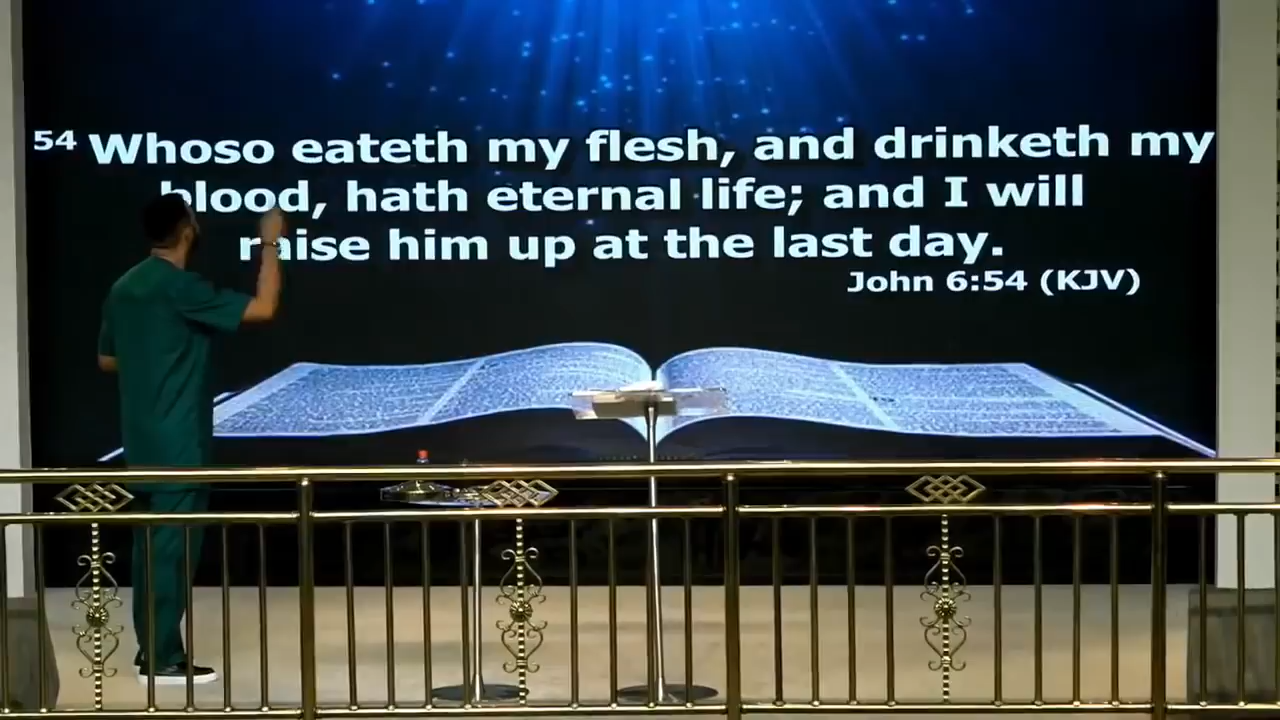 54 Whoso eateth my flesh, and drinketh my
blood, hath eternal life; and I will
raise him up at the last day.
John 6:54 (KJV)